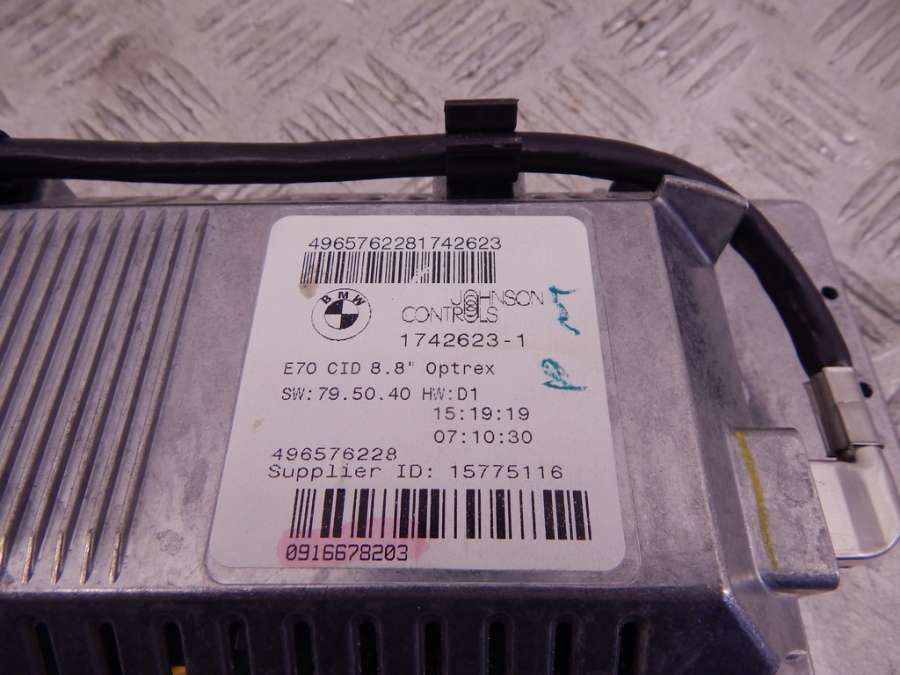 4965762281742623
BMW
JOHNSON
CONTROLS
1742623-1
E70 CID 8.8" Optrex
SW:79.50.40 HW:D1
15:19:19
07:10:30
496576228
Supplier ID: 15775116
0916678203